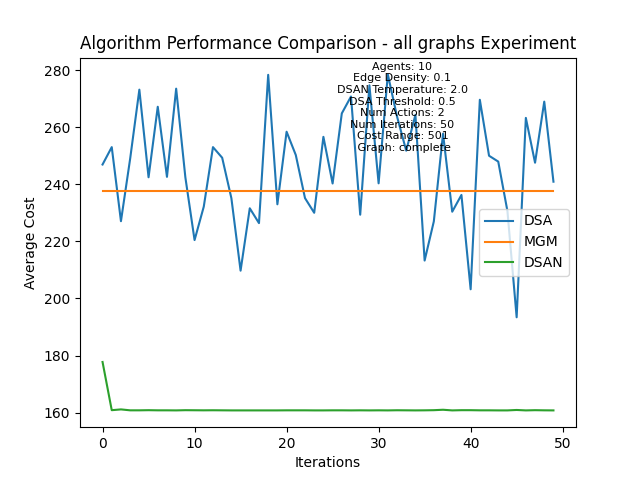 Algorithm Performance Comparison - all graphs Experiment
Agents: 10
Edge Density: 0.1
DSAN Temperature: 2.0
DSA Threshold: 0.5
Num Actions: 2
Num Iterations: 50
Cost Range: 501
Graph: complete
280
260
240
220
200
180
160
Average Cost
DSA
MGM
DSAN
0
10
20
30
40
50
Iterations